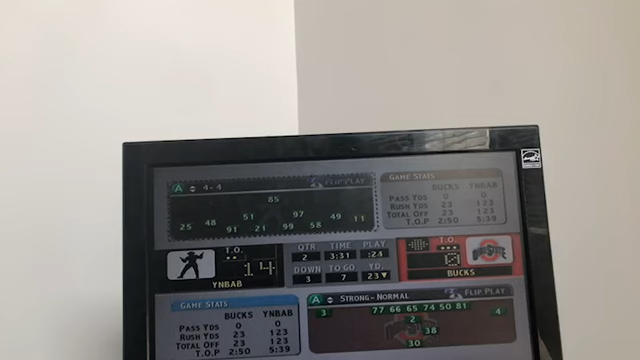 A 4-4 FLIP PLAY
85
51 97
25 48 49 11
91 21 99 58
GAME STATS
BUCKS YNBAB
PASS YDS 0 0
RUSH YDS 23 123
TOTAL OFF 23 123
T.O.P 2:50 5:39
YNBAB
T.O.
14
QTR TIME PLAY
2 3:31 :24
DOWN TO GO YD.
3 7 23▼
T.O.
0
OHIO STATE
BUCKS
GAME STATS
BUCKS YNBAB
PASS YDS 0 0
RUSH YDS 23 123
TOTAL OFF 23 123
T.O.P 2:50 5:39
A STRONG - NORMAL FLIP PLAY
3 77 66 65 74 50 81 4
2
38
30